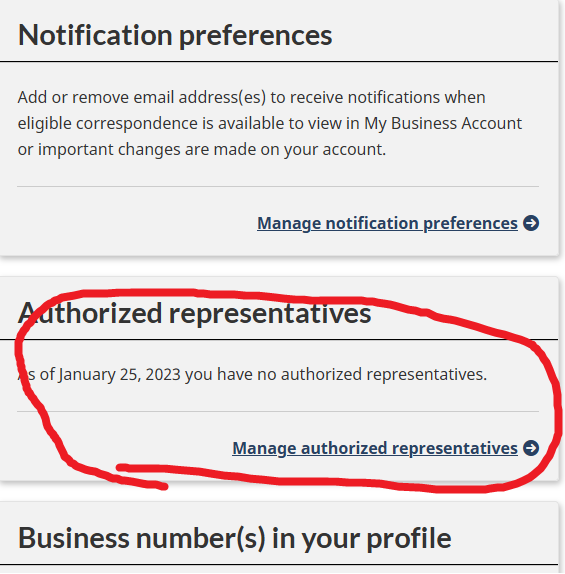 Notification preferences
Add or remove email address(es) to receive notifications when
eligible correspondence is available to view in My Business Account
or important changes are made on your account.
Manage notification preferences
Authorized representatives
As of January 25, 2023 you have no authorized representatives.
Manage authorized representatives
Business number(s) in your profile